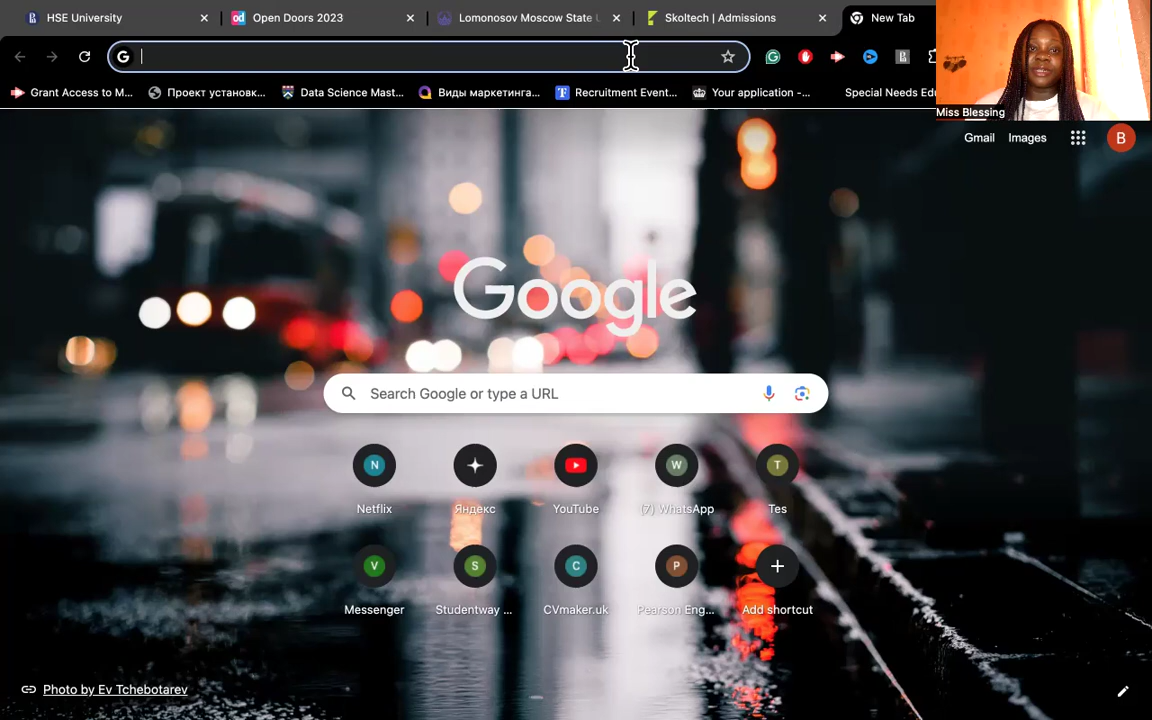 HSE University
Open Doors 2023
Lomonosov Moscow State
Skoltech | Admissions
New Tab
Grant Access to M...
Проект установк...
Data Science Mast...
Виды маркетинга...
Recruitment Event...
Your application -...
Special Needs Edu
Miss Blessing
Gmail
Images
B
Google
Search Google or type a URL
N
W
T
Netflix
Яндекс
YouTube
(7) WhatsApp
Tes
V
S
C
P
Messenger
Studentway ...
CVmaker.uk
Pearson Eng...
Add shortcut
Photo by Ev Tchebotarev